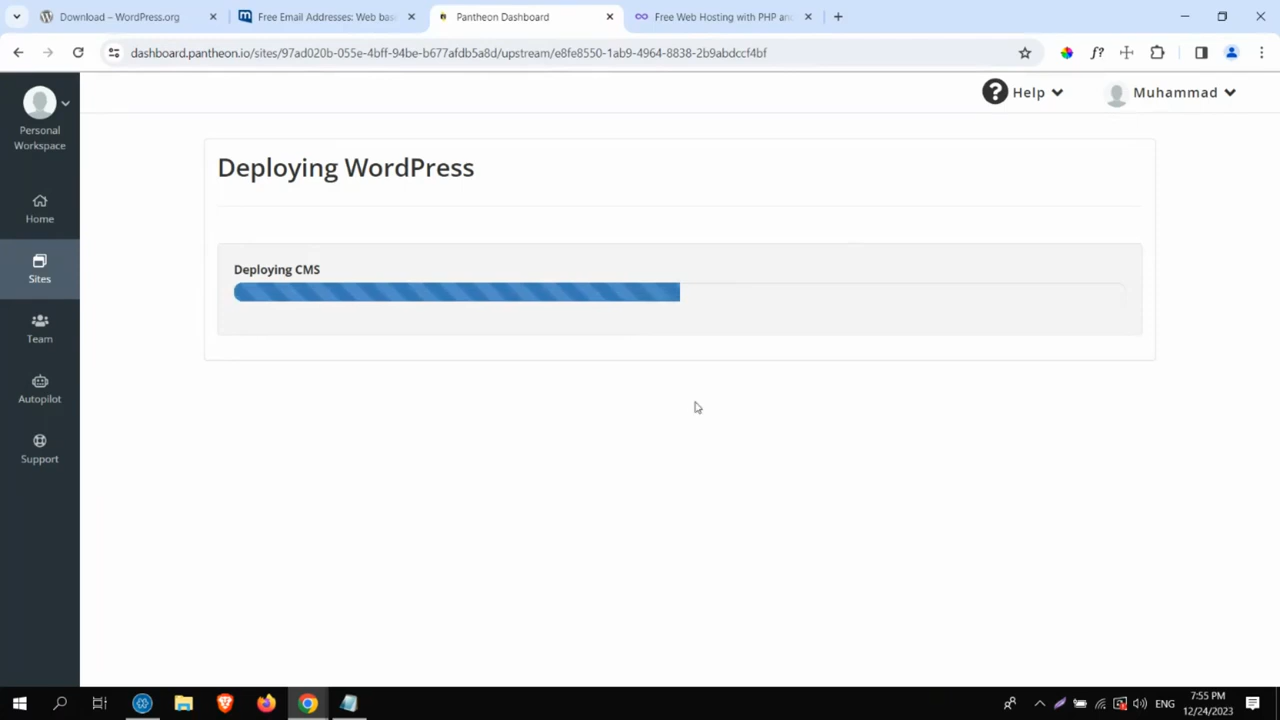 Download – WordPress.org
Free Email Addresses: Web bas
Pantheon Dashboard
Free Web Hosting with PHP and
dashboard.pantheon.io/sites/97ad020b-055e-4bff-94be-b677afdb5a8d/upstream/e8fe8550-1ab9-4964-8838-2b9abdccf4bf
f?
Help
Muhammad
Personal
Workspace
Home
Sites
Team
Autopilot
Support
Deploying WordPress
Deploying CMS
ENG
7:55 PM
12/24/2023